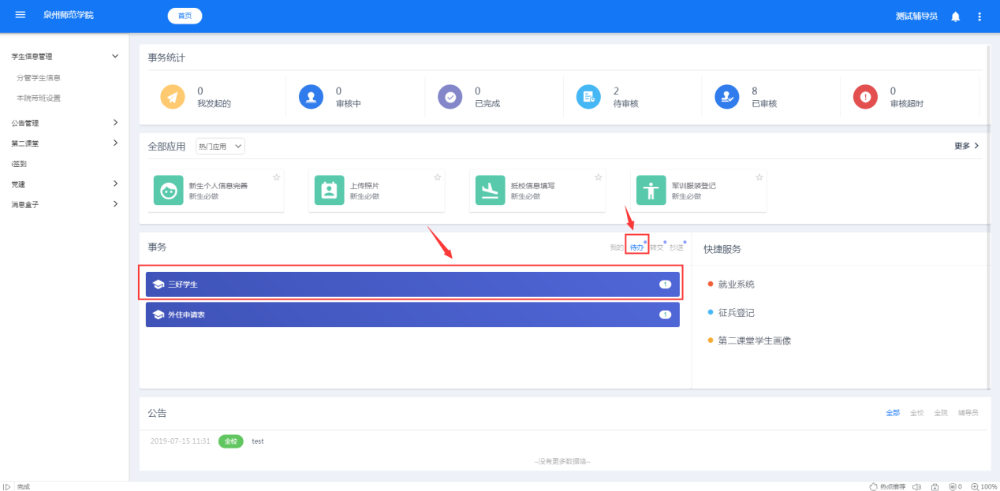 泉州师范学院
首页
测试辅导员
学生信息管理
分管学生信息
本院带班设置
公告管理
第二课堂
i签到
党建
消息盒子
事务统计
0
我发起的
0
审核中
0
已完成
2
待审核
8
已审核
0
审核超时
全部应用
热门应用
更多
新生个人信息完善
新生必做
上传照片
新生必做
抵校信息填写
新生必做
军训服装登记
新生必做
事务
我的 待办 转交 抄送
三好学生
1
外住申请表
1
快捷服务
就业系统
征兵登记
第二课堂学生画像
公告
全部 全校 全院 辅导员
2019-07-15 11:31 全校 test
--没有更多数据咯--
完成
热点推荐
0
100%